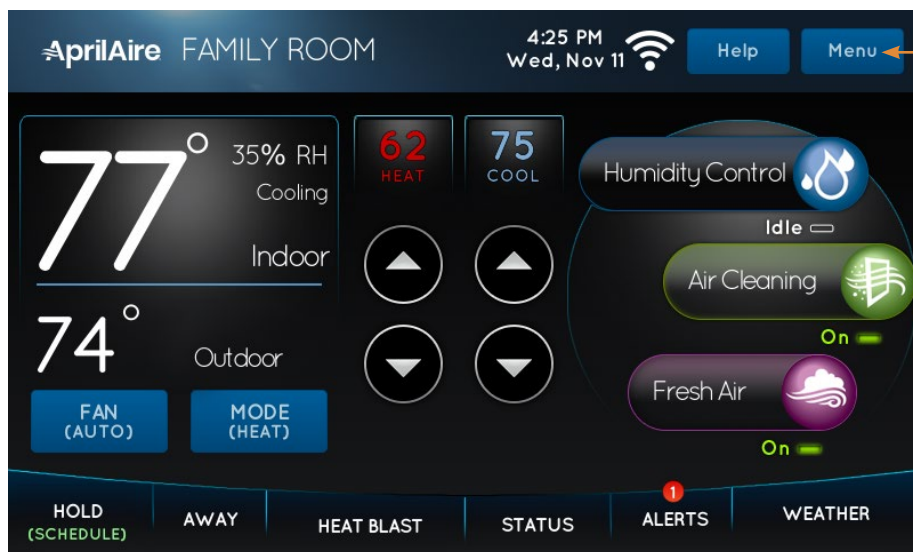 AprilAire FAMILY ROOM
4:25 PM
Wed, Nov 11
Help
Menu
77°
35% RH
Cooling
Indoor
74°
Outdoor
FAN
(AUTO)
MODE
(HEAT)
62
HEAT
75
COOL
Humidity Control
Idle
Air Cleaning
On
Fresh Air
On
HOLD
(SCHEDULE)
AWAY
HEAT BLAST
STATUS
1
ALERTS
WEATHER